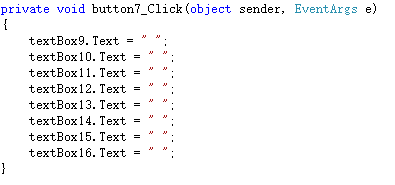 private void button7_Click(object sender, EventArgs e)
{
    textBox9.Text = " ";
    textBox10.Text = " ";
    textBox11.Text = " ";
    textBox12.Text = " ";
    textBox13.Text = " ";
    textBox14.Text = " ";
    textBox15.Text = " ";
    textBox16.Text = " ";
}